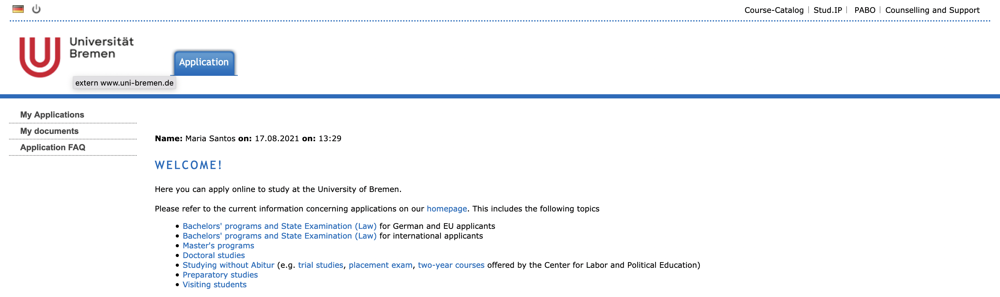 Course-Catalog | Stud.IP | PABO | Counselling and Support
Universität
Bremen
Application
extern www.uni-bremen.de
My Applications
My documents
Application FAQ
Name: Maria Santos on: 17.08.2021 on: 13:29
WELCOME!
Here you can apply online to study at the University of Bremen.
Please refer to the current information concerning applications on our homepage. This includes the following topics
• Bachelors' programs and State Examination (Law) for German and EU applicants
• Bachelors' programs and State Examination (Law) for international applicants
• Master's programs
• Doctoral studies
• Studying without Abitur (e.g. trial studies, placement exam, two-year courses offered by the Center for Labor and Political Education)
• Preparatory studies
• Visiting students